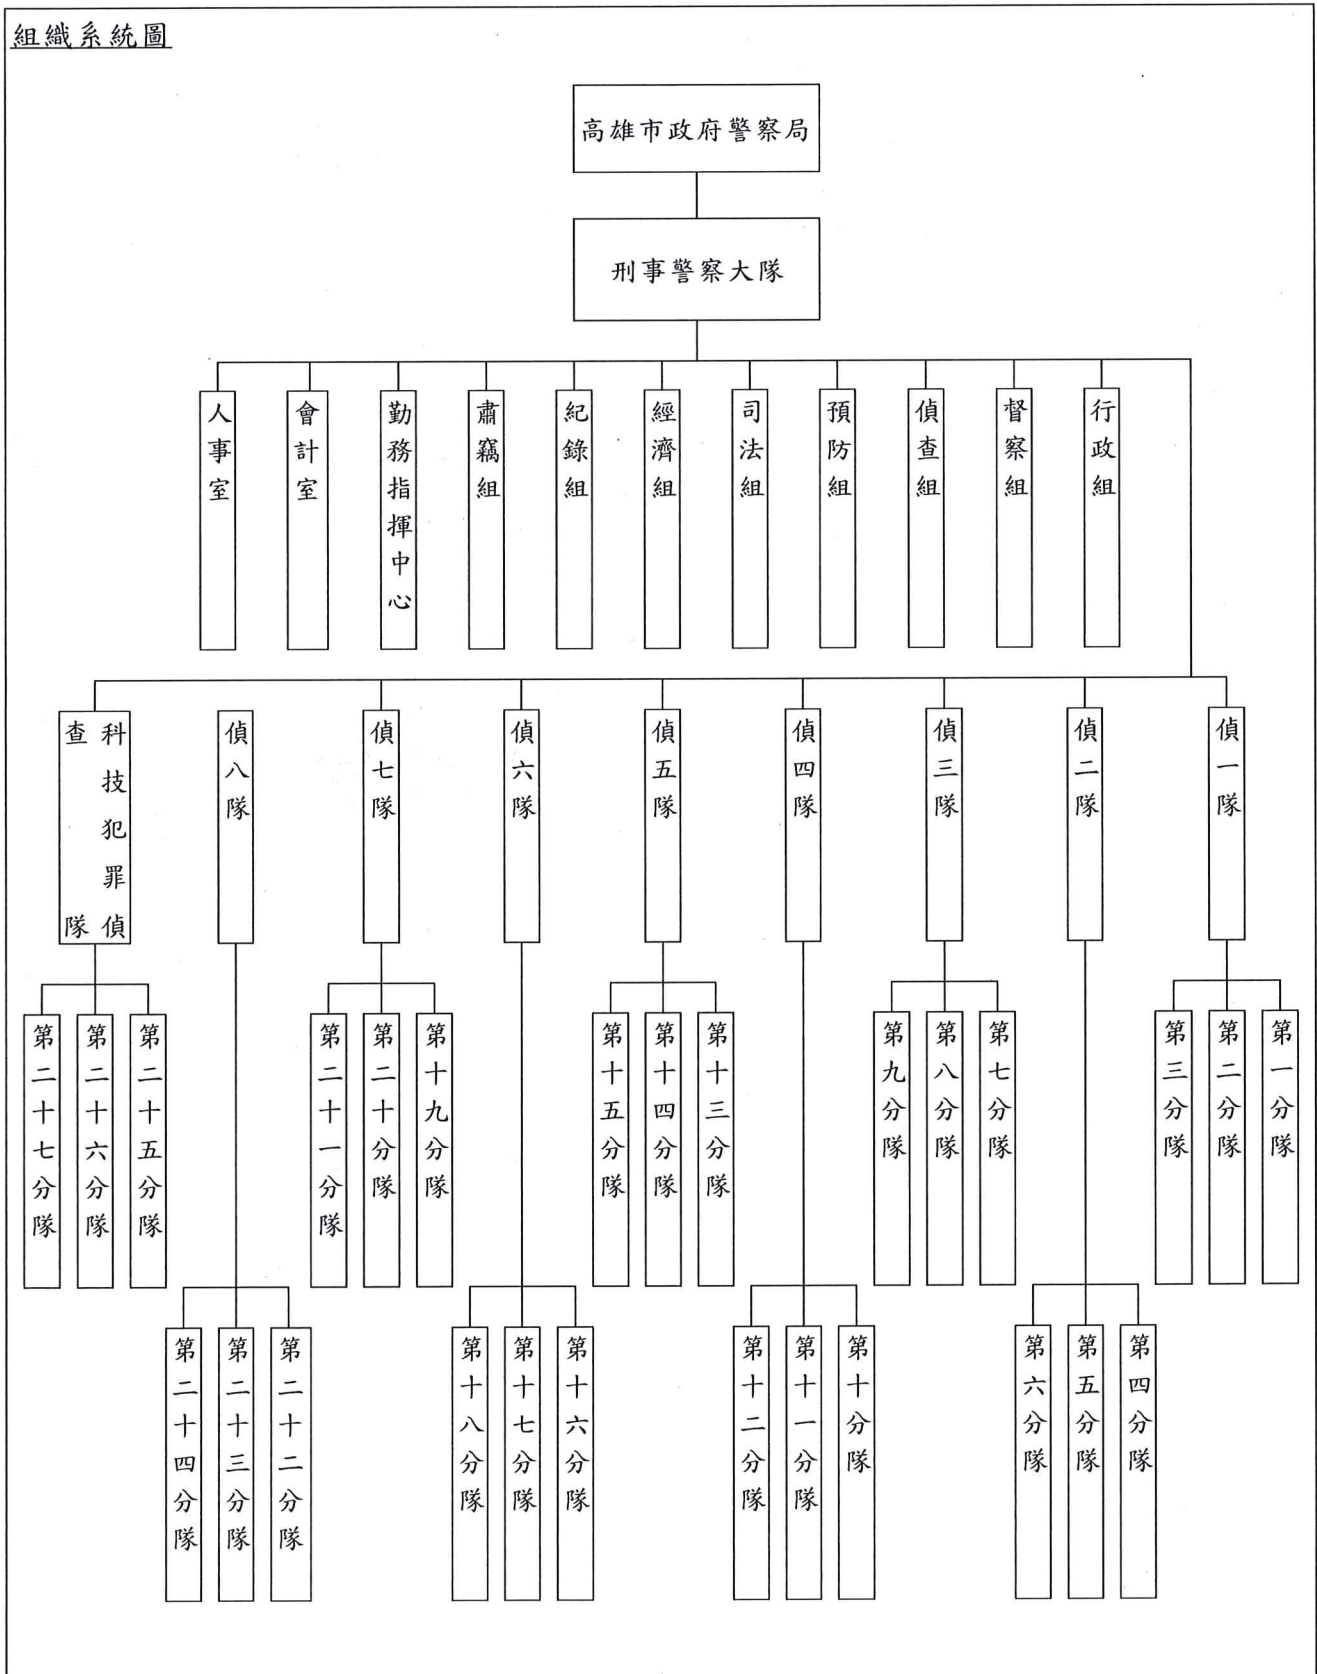 組織系統圖
高雄市政府警察局
刑事警察大隊
行政組
督察組
偵查組
預防組
司法組
經濟組
紀錄組
肅竊組
勤務指揮中心
會計室
人事室
偵一隊
偵二隊
偵三隊
偵四隊
偵五隊
偵六隊
偵七隊
偵八隊
科技犯罪偵
查隊
第一分隊
第二分隊
第三分隊
第七分隊
第八分隊
第九分隊
第十三分隊
第十四分隊
第十五分隊
第十九分隊
第二十分隊
第二十一分隊
第二十五分隊
第二十六分隊
第二十七分隊
第四分隊
第五分隊
第六分隊
第十分隊
第十一分隊
第十二分隊
第十六分隊
第十七分隊
第十八分隊
第二十二分隊
第二十三分隊
第二十四分隊